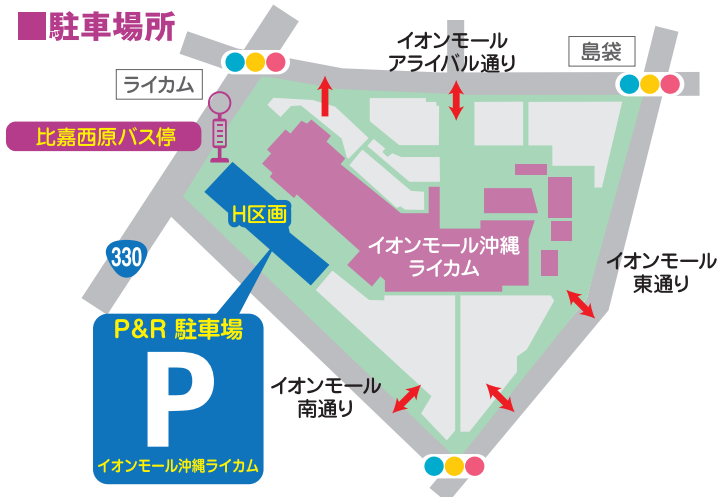 ■駐車場所
イオンモール
アライバル通り
島袋
ライカム
比嘉西原バス停
H区画
イオンモール沖縄
ライカム
330
イオンモール
東通り
P&R 駐車場
P
イオンモール沖縄ライカム
イオンモール
南通り